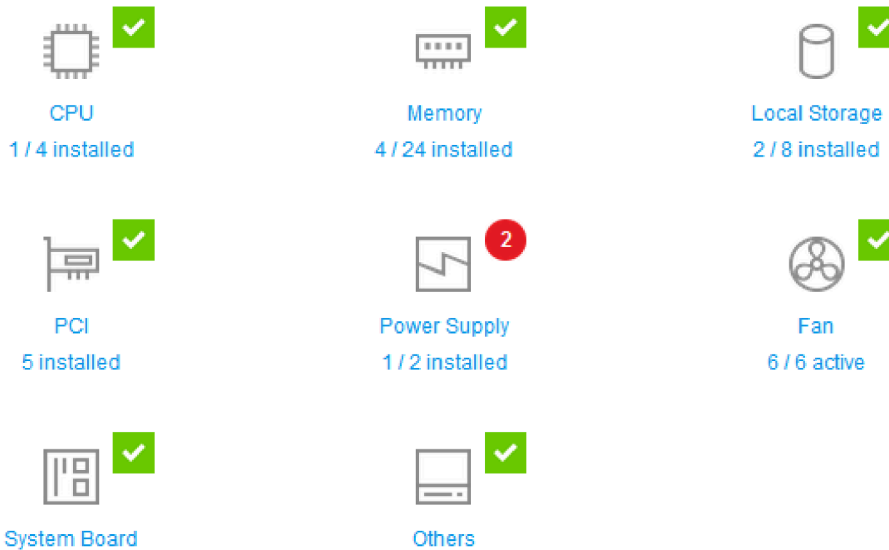 CPU
1 / 4 installed
Memory
4 / 24 installed
Local Storage
2 / 8 installed
PCI
5 installed
2
Power Supply
1 / 2 installed
Fan
6 / 6 active
System Board
Others